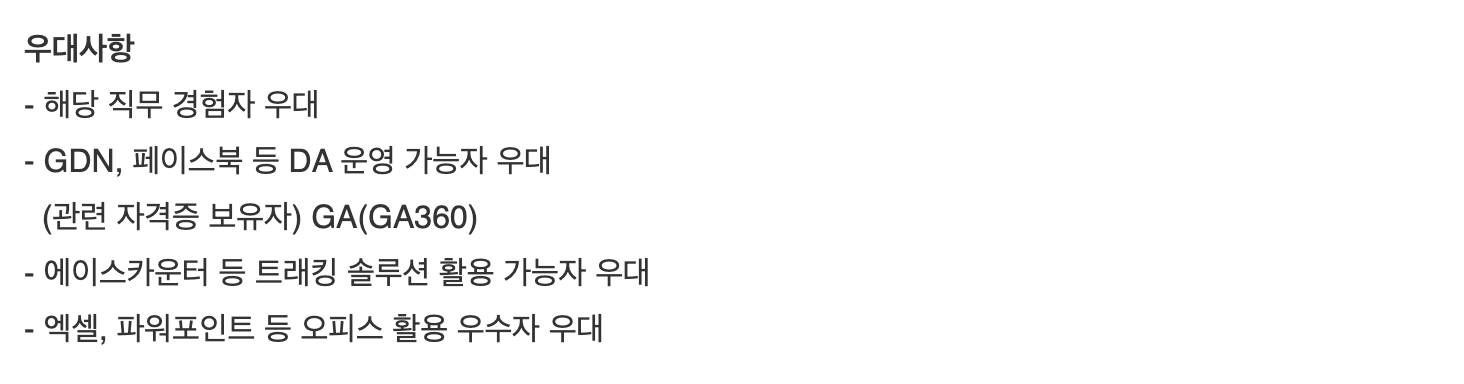 우대사항
- 해당 직무 경험자 우대
- GDN, 페이스북 등 DA 운영 가능자 우대
(관련 자격증 보유자) GA(GA360)
- 에이스카운터 등 트래킹 솔루션 활용 가능자 우대
- 엑셀, 파워포인트 등 오피스 활용 우수자 우대